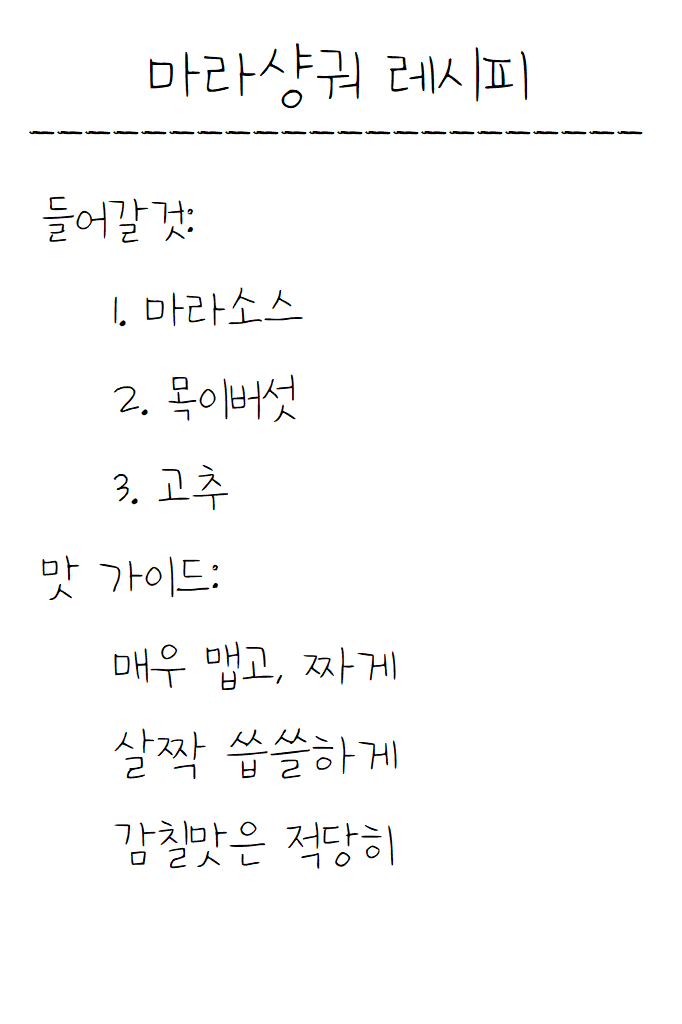 마라샹궈 레시피
-----------------------
들어갈것:
1. 마라소스
2. 목이버섯
3. 고추
맛 가이드:
매우 맵고, 짜게
살짝 씁쓸하게
감칠맛은 적당히